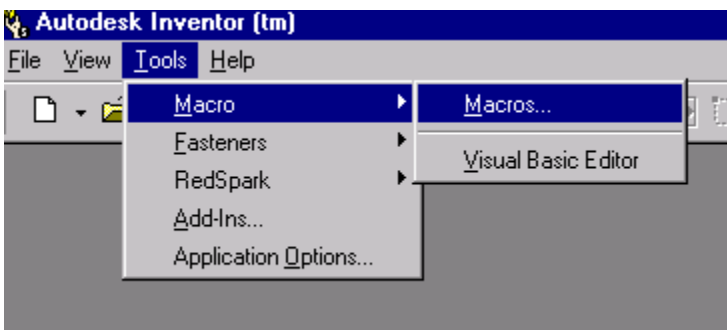 Autodesk Inventor (tm)
File View Tools Help
Macro Macros...
Fasteners
Visual Basic Editor
RedSpark
Add-Ins...
Application Options...